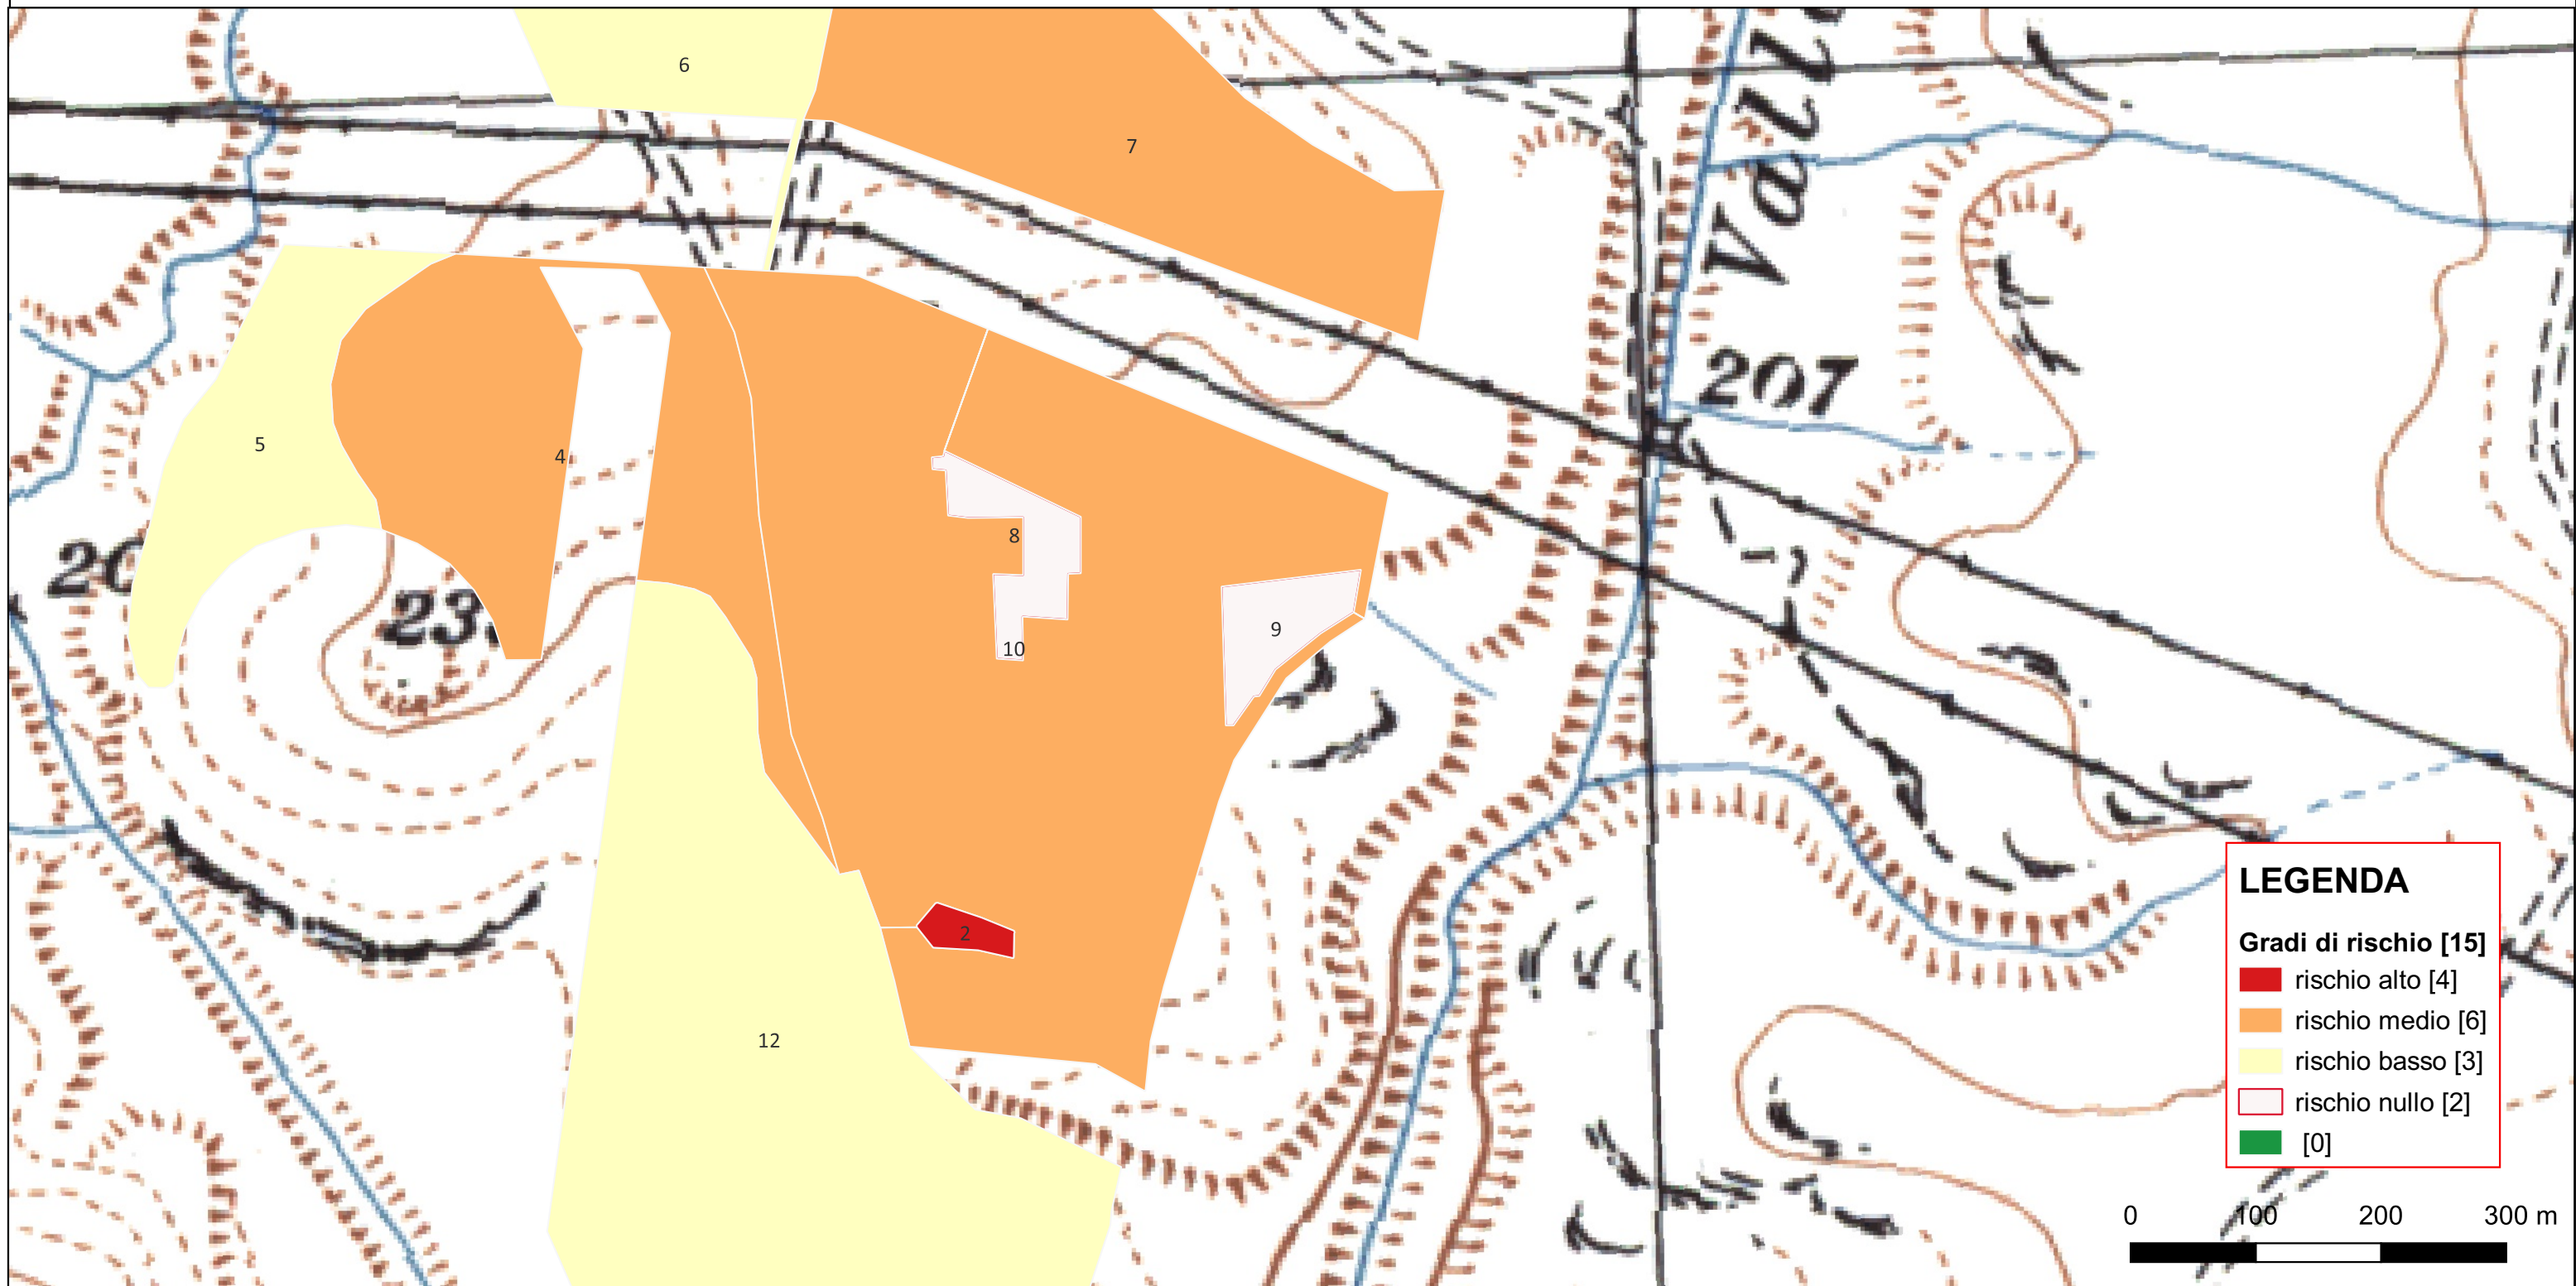 6
7
Vall
207
5
4
8
20
23
9
10
2
12
LEGENDA
Gradi di rischio [15]
rischio alto [4]
rischio medio [6]
rischio basso [3]
rischio nullo [2]
[0]
0 100 200 300 m